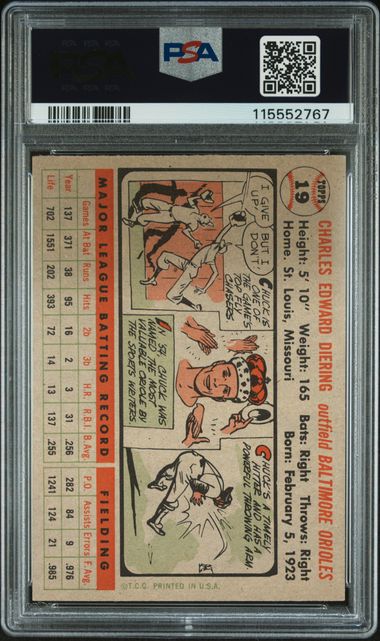 PSA
PSA
115552767
TOPPS
19
CHARLES EDWARD DIERING outfield BALTIMORE ORIOLES
Height: 5' 10" Weight: 165 Bats: Right Throws: Right
Home. St. Louis, Missouri Born: February 5, 1923
I GIVE
UP!
BUT I
DON'T.
CHUCK IS
ONE OF
THE GAME'S
TOP FLY
CHASERS
IN '54, CHUCK WAS
NAMED THE MOST
VALUABLE ORIOLE BY
THE SPORTS WRITERS.
CHUCK'S A TIMELY
HITTER AND HAS A
POWERFUL THROWING ARM.
MAJOR LEAGUE BATTING RECORD FIELDING
Games At Bat Runs Hits 2b 3b H.R. R.B.I. B.Avg. P.O. Assists Errors F.Avg.
Year 137 371 38 95 16 2 3 31 .256 282 84 9 .976
Life 702 1551 202 393 72 14 13 137 .255 1241 124 21 .985
©T.C.G. PRINTED IN U.S.A.